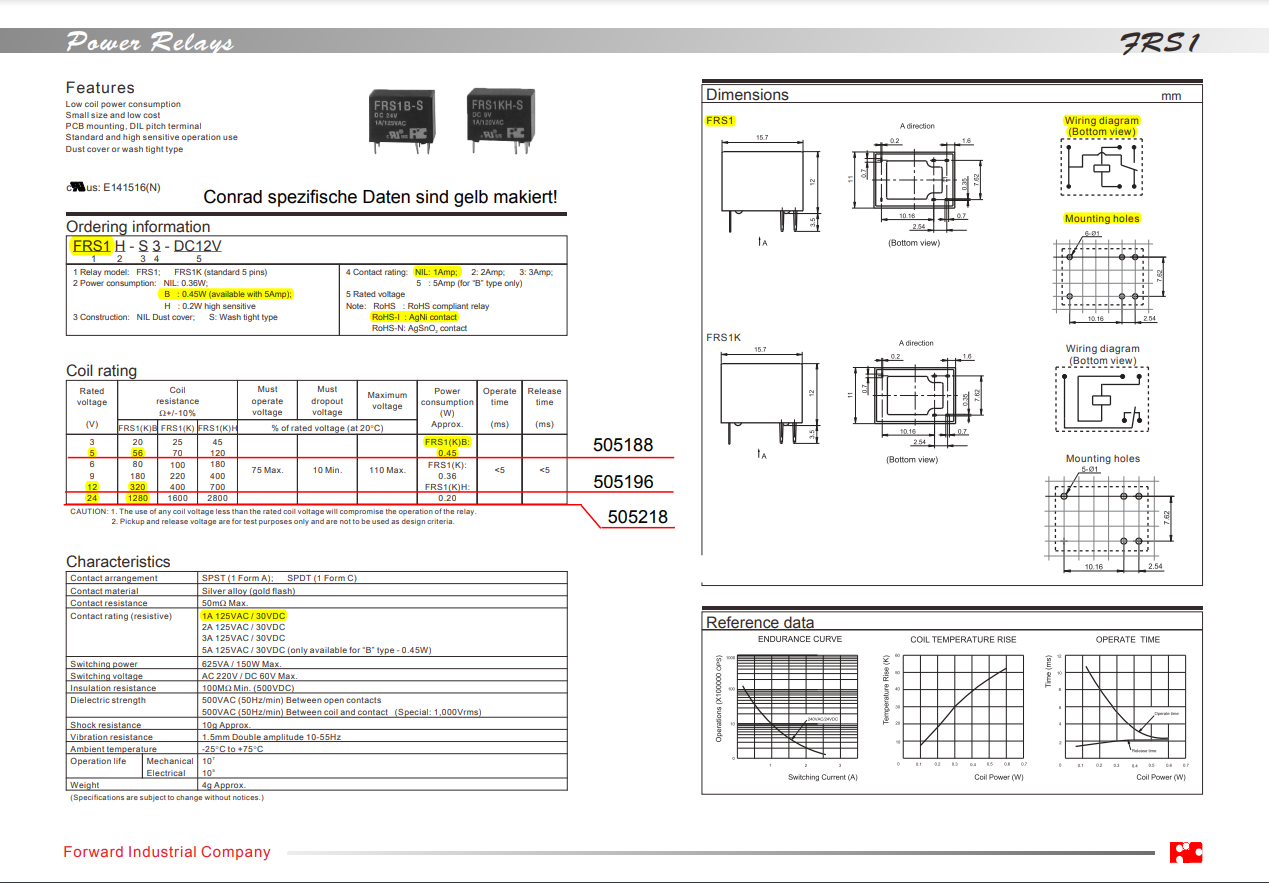 Power Relays
FRS1
Features
Low coil power consumption
Small size and low cost
PCB mounting, DIL pitch terminal
Standard and high sensitive operation use
Dust cover or wash tight type
FRS1B-S
DC 24V
1A/125VAC
FRS1KH-S
DC 9V
1A/125VAC
us: E141516(N)
Conrad spezifische Daten sind gelb makiert!
Ordering information
FRS1 H - S 3 - DC12V
1 2 3 4 5
1 Relay model: FRS1; FRS1K (standard 5 pins)
2 Power consumption: NIL: 0.36W;
B : 0.45W (available with 5Amp);
H : 0.2W high sensitive
3 Construction: NIL Dust cover; S: Wash tight type
4 Contact rating: NIL: 1Amp; 2: 2Amp; 3: 3Amp;
5 : 5Amp (for "B" type only)
5 Rated voltage
Note: RoHS : RoHS compliant relay
RoHS-I : AgNi contact
RoHS-N: AgSnO2 contact
Coil rating
Rated voltage (V)
Coil resistance Ω+/-10%
Must operate voltage
Must dropout voltage
Maximum voltage
Power consumption (W) Approx.
Operate time (ms)
Release time (ms)
FRS1(K)B FRS1(K) FRS1(K)H
% of rated voltage (at 20°C)
3 20 25 45
5 56 70 120
6 80 100 180
9 180 220 400
12 320 400 700
24 1280 1600 2800
75 Max.
10 Min.
110 Max.
FRS1(K)B:
0.45
FRS1(K):
0.36
FRS1(K)H:
0.20
<5
<5
505188
505196
505218
CAUTION: 1. The use of any coil voltage less than the rated coil voltage will compromise the operation of the relay.
2. Pickup and release voltage are for test purposes only and are not to be used as design criteria.
Characteristics
Contact arrangement SPST (1 Form A); SPDT (1 Form C)
Contact material Silver alloy (gold flash)
Contact resistance 50mΩ Max.
Contact rating (resistive) 1A 125VAC / 30VDC
2A 125VAC / 30VDC
3A 125VAC / 30VDC
5A 125VAC / 30VDC (only available for "B" type - 0.45W)
Switching power 625VA / 150W Max.
Switching voltage AC 220V / DC 60V Max.
Insulation resistance 100MΩ Min. (500VDC)
Dielectric strength 500VAC (50Hz/min) Between open contacts
500VAC (50Hz/min) Between coil and contact (Special: 1,000Vrms)
Shock resistance 10g Approx.
Vibration resistance 1.5mm Double amplitude 10-55Hz
Ambient temperature -25°C to +75°C
Operation life Mechanical 10⁷
Electrical
Weight 4g Approx.
(Specifications are subject to change without notices.)
Dimensions mm
FRS1
15.7
12
3.5
A
A direction
0.2
1.6
11
0.7
0.35
7.62
10.16
0.7
2.54
(Bottom view)
Wiring diagram
(Bottom view)
Mounting holes
6-Ø1
7.62
10.16
2.54
FRS1K
15.7
12
3.5
A
A direction
0.2
1.6
11
0.7
0.35
7.62
10.16
0.7
2.54
(Bottom view)
Wiring diagram
(Bottom view)
Mounting holes
5-Ø1
7.62
10.16
2.54
Reference data
ENDURANCE CURVE
Operations (X100000 OPS)
1000
100
10
0
240VAC/24VDC
1 2 3
Switching Current (A)
COIL TEMPERATURE RISE
Temperature Rise (K)
60
50
40
30
20
10
0 0.1 0.2 0.3 0.4 0.5 0.6 0.7
Coil Power (W)
OPERATE TIME
Time (ms)
12
10
8
6
4
2
Operate time
Release time
0 0.1 0.2 0.3 0.4 0.5 0.6 0.7
Coil Power (W)
Forward Industrial Company